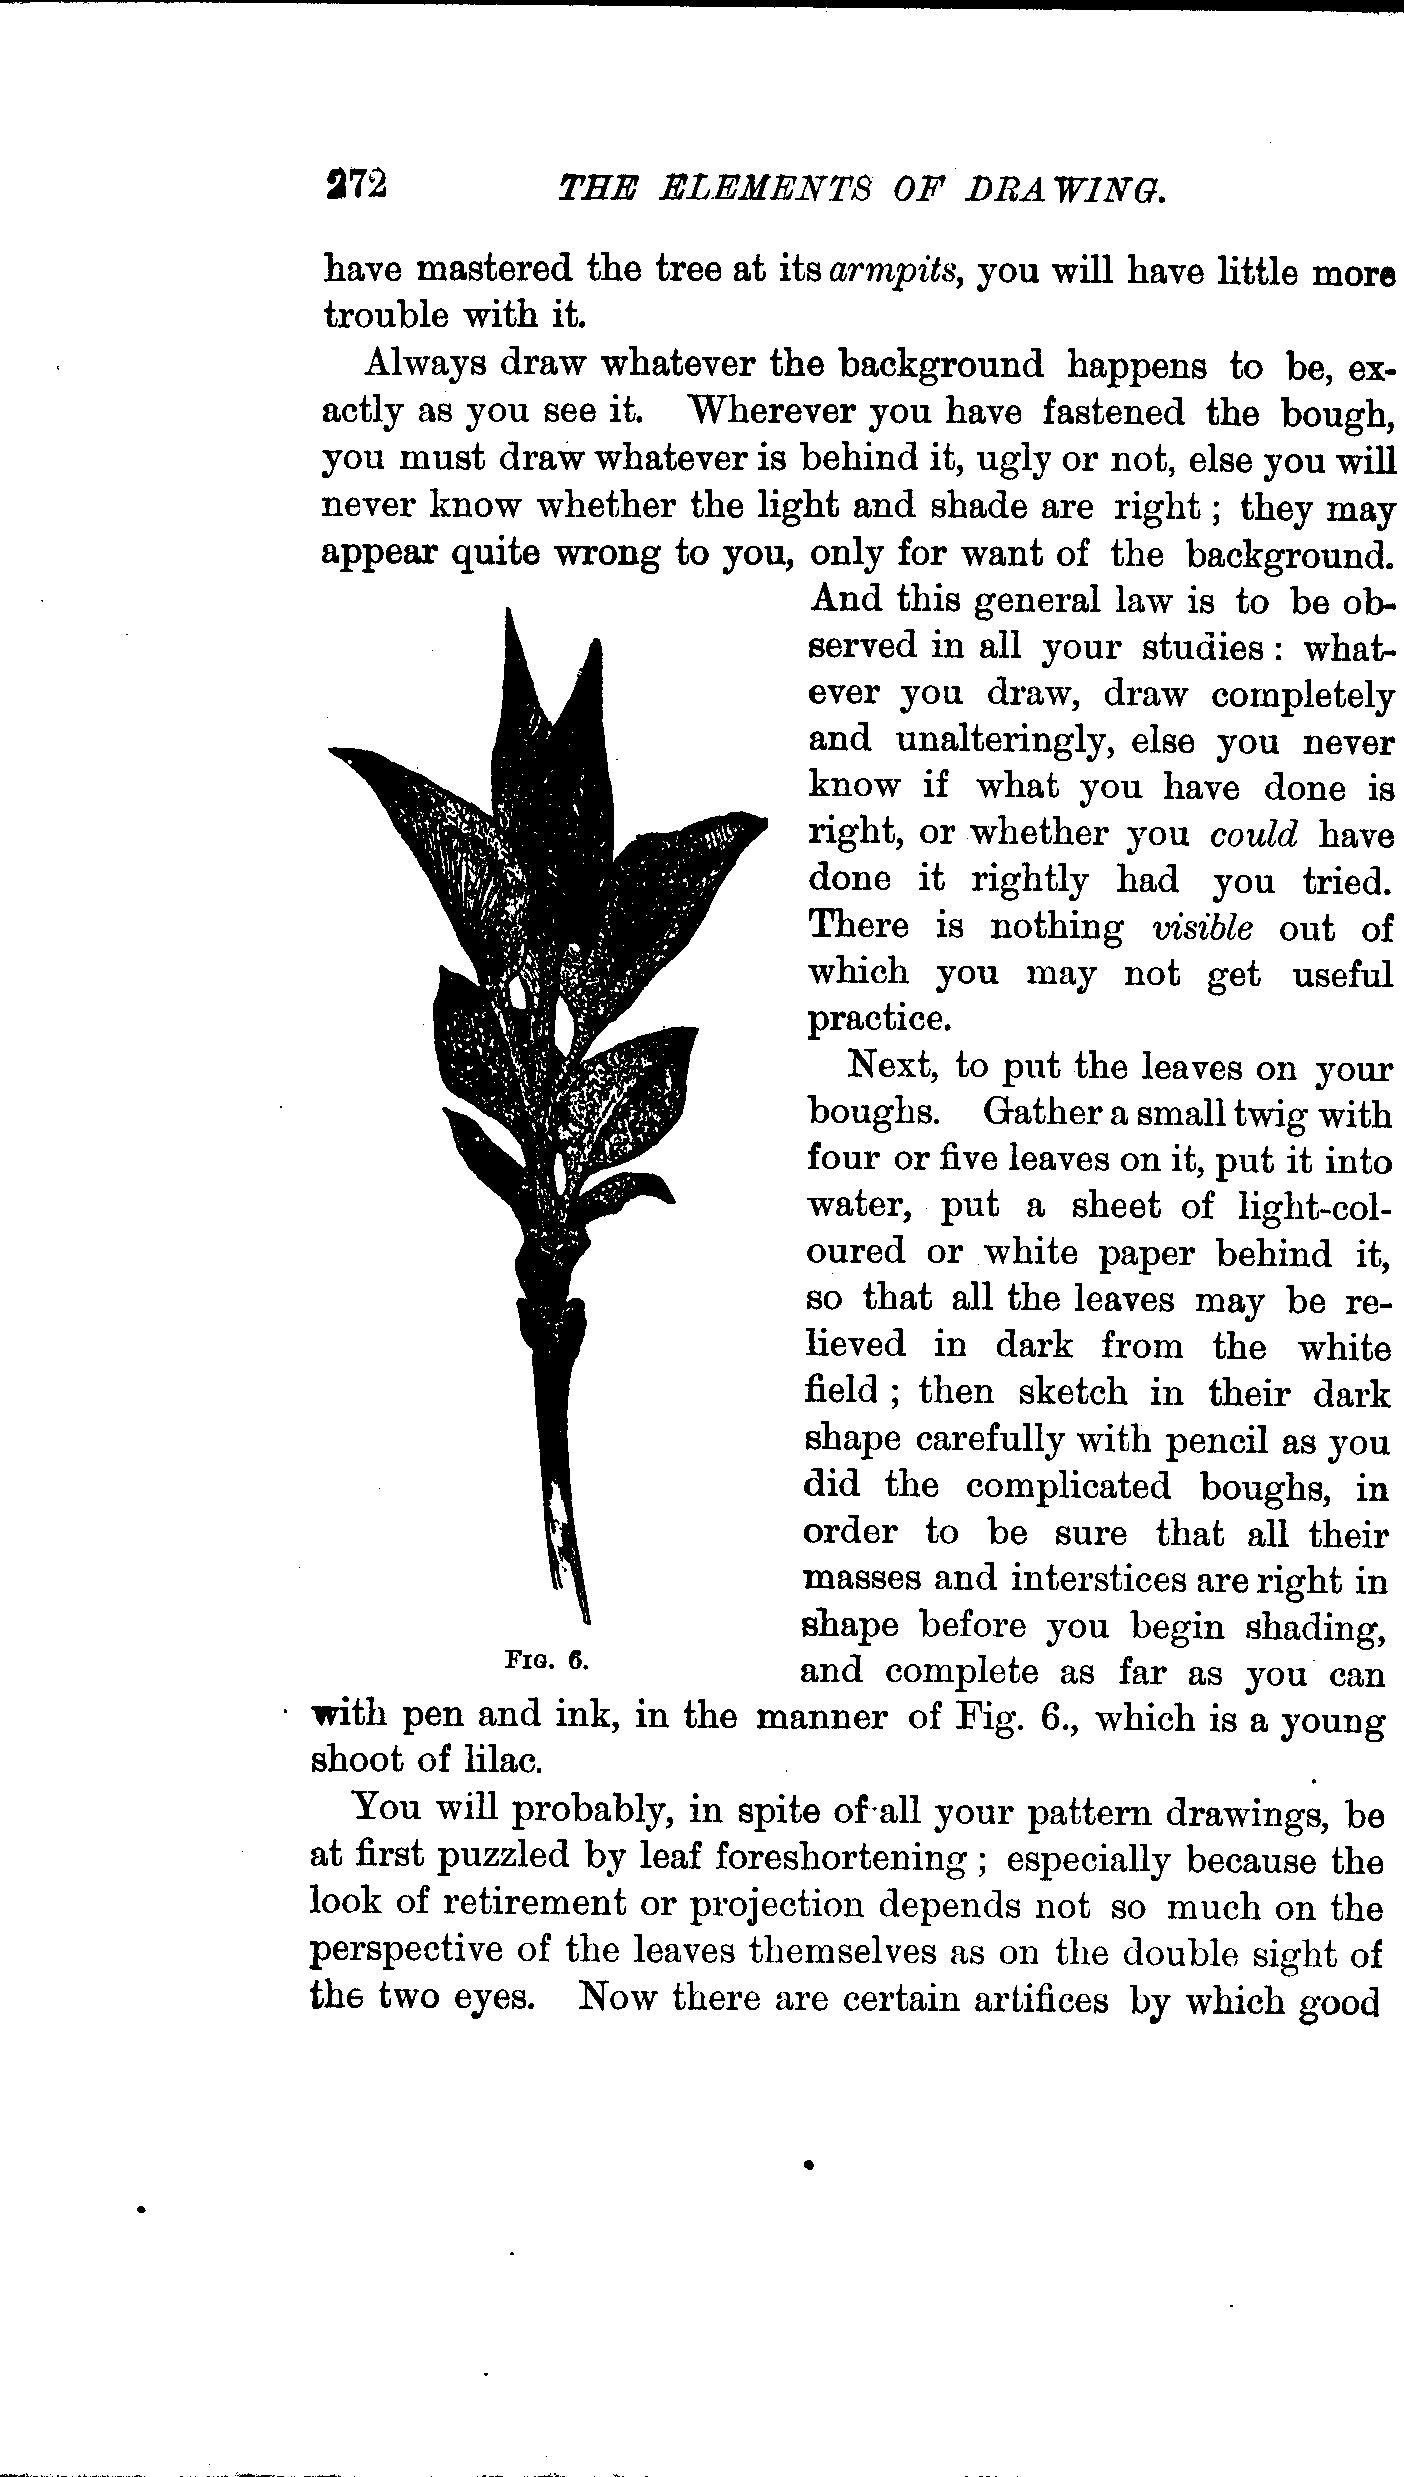 272 THE ELEMENTS OF DRAWING.
have mastered the tree at its armpits, you will have little more
trouble with it.
Always draw whatever the background happens to be, ex-
actly as you see it. Wherever you have fastened the bough,
you must draw whatever is behind it, ugly or not, else you will
never know whether the light and shade are right ; they may
appear quite wrong to you, only for want of the background.
And this general law is to be ob-
served in all your studies : what-
ever you draw, draw completely
and unalteringly, else you never
know if what you have done is
right, or whether you could have
done it rightly had you tried.
There is nothing visible out of
which you may not get useful
practice.
Next, to put the leaves on your
boughs. Gather a small twig with
four or five leaves on it, put it into
water, put a sheet of light-col-
oured or white paper behind it,
so that all the leaves may be re-
lieved in dark from the white
field ; then sketch in their dark
shape carefully with pencil as you
did the complicated boughs, in
order to be sure that all their
masses and interstices are right in
shape before you begin shading,
and complete as far as you can
FIG. 6.
with pen and ink, in the manner of Fig. 6., which is a young
shoot of lilac.
You will probably, in spite of all your pattern drawings, be
at first puzzled by leaf foreshortening ; especially because the
look of retirement or projection depends not so much on the
perspective of the leaves themselves as on the double sight of
the two eyes. Now there are certain artifices by which good